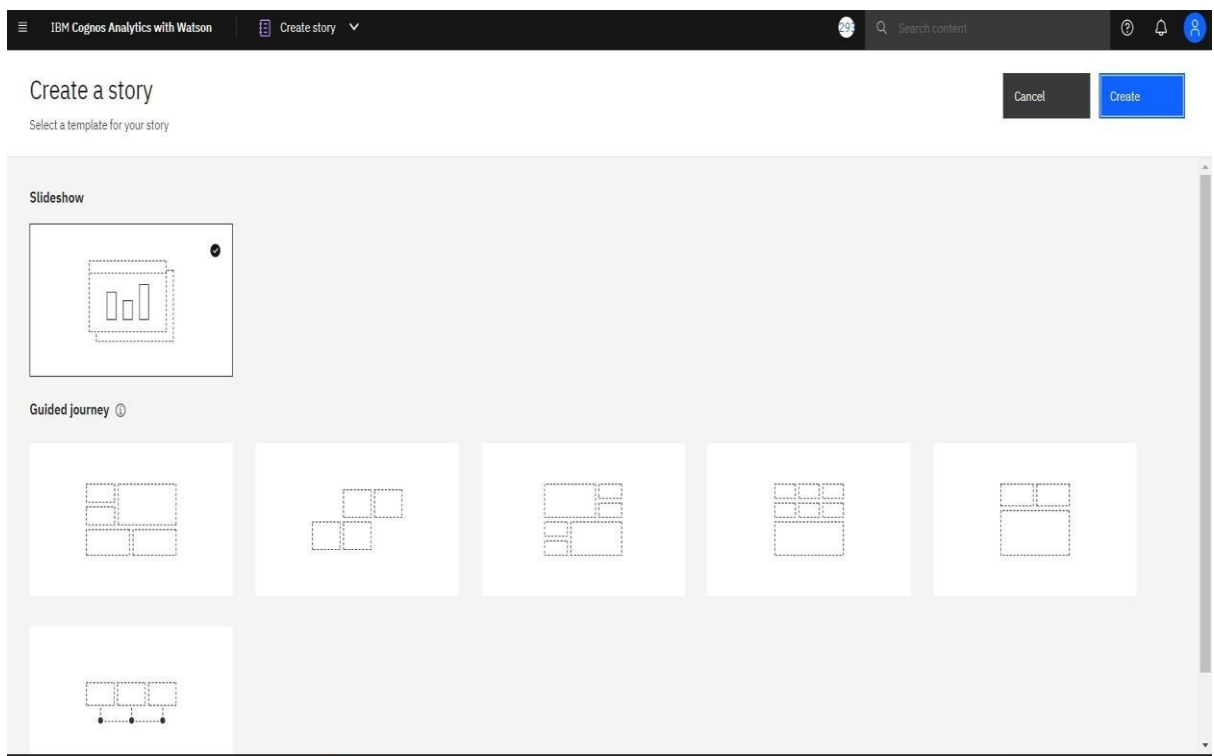 IBM Cognos Analytics with Watson
Create story
293
Search content
Create a story
Select a template for your story
Cancel
Create
Slideshow
Guided journey